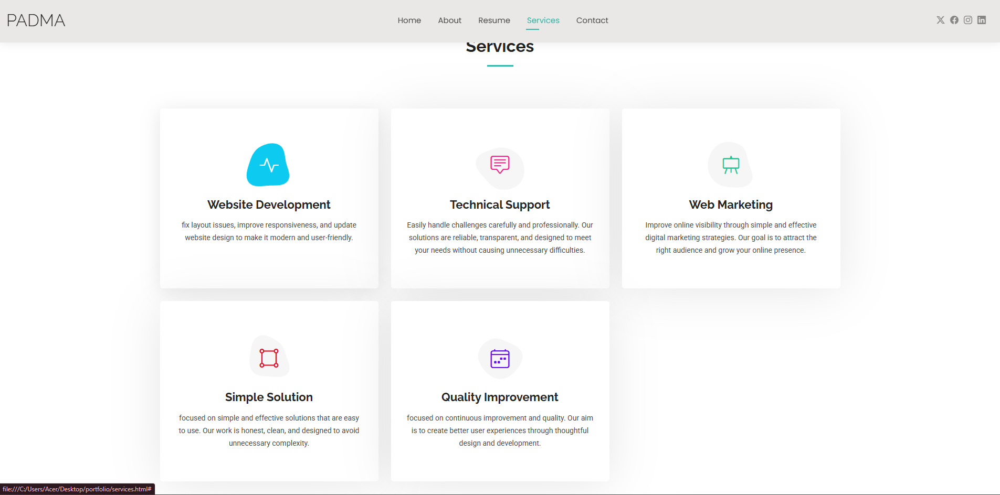 PADMA
Home About Resume Services Contact
Services
Website Development
fix layout issues, improve responsiveness, and update
website design to make it modern and user-friendly.
Technical Support
Easily handle challenges carefully and professionally. Our
solutions are reliable, transparent, and designed to meet
your needs without causing unnecessary difficulties.
Web Marketing
Improve online visibility through simple and effective
digital marketing strategies. Our goal is to attract the
right audience and grow your online presence.
Simple Solution
focused on simple and effective solutions that are easy
to use. Our work is honest, clean, and designed to avoid
unnecessary complexity.
Quality Improvement
focused on continuous improvement and quality. Our aim
is to create better user experiences through thoughtful
design and development.
file:///C:/Users/Acer/Desktop/portfolio/services.html#